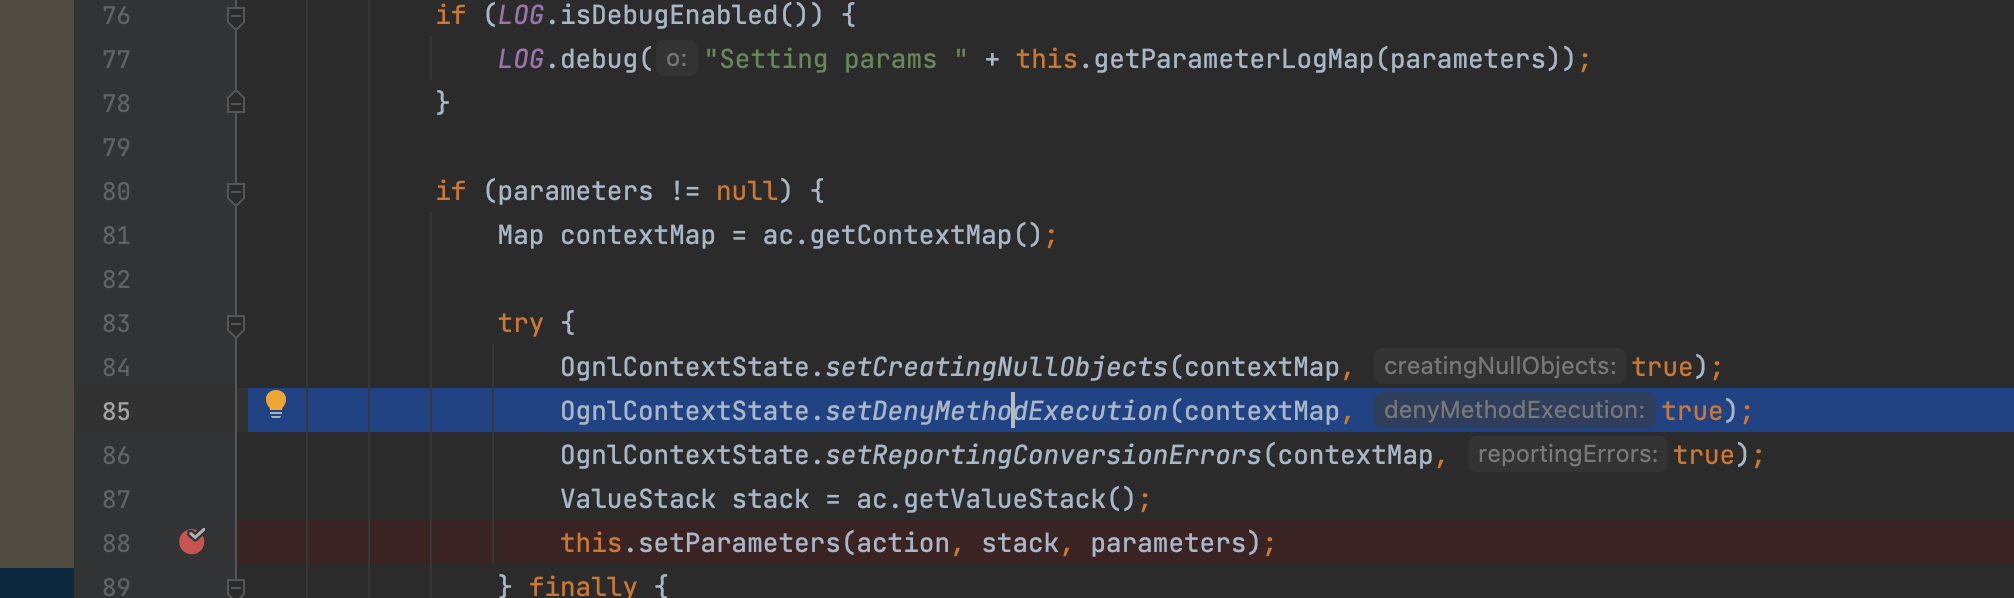 76 if (LOG.isDebugEnabled()) {
77 LOG.debug( o: "Setting params " + this.getParameterLogMap(parameters));
78 }
79
80 if (parameters != null) {
81 Map contextMap = ac.getContextMap();
82
83 try {
84 OgnlContextState.setCreatingNullObjects(contextMap, creatingNullObjects: true);
85 OgnlContextState.setDenyMethodExecution(contextMap, denyMethodExecution: true);
86 OgnlContextState.setReportingConversionErrors(contextMap, reportingErrors: true);
87 ValueStack stack = ac.getValueStack();
88 this.setParameters(action, stack, parameters);
89 } finally {